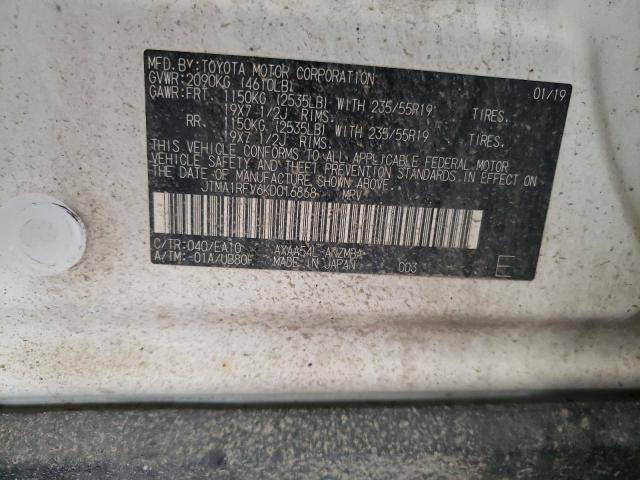 MFD.BY:TOYOTA MOTOR CORPORATION 01/19
GVWR:2090KG (4610LB)
GAWR:FRT. 1150KG (2535LB) WITH 235/55R19 TIRES.
19X7 1/2J RIMS.
RR. 1150KG (2535LB) WITH 235/55R19 TIRES.
19X7 1/2J RIMS.
THIS VEHICLE CONFORMS TO ALL APPLICABLE FEDERAL MOTOR
VEHICLE SAFETY AND THEFT PREVENTION STANDARDS IN EFFECT ON
THE DATE OF MANUFACTURE SHOWN ABOVE.
JTMA1RFV6KD016868 MRV
C/TR:040/EA10 AXAA54L-ANZMBA
A/TM:-01A/UB80F MADE IN JAPAN 003 E